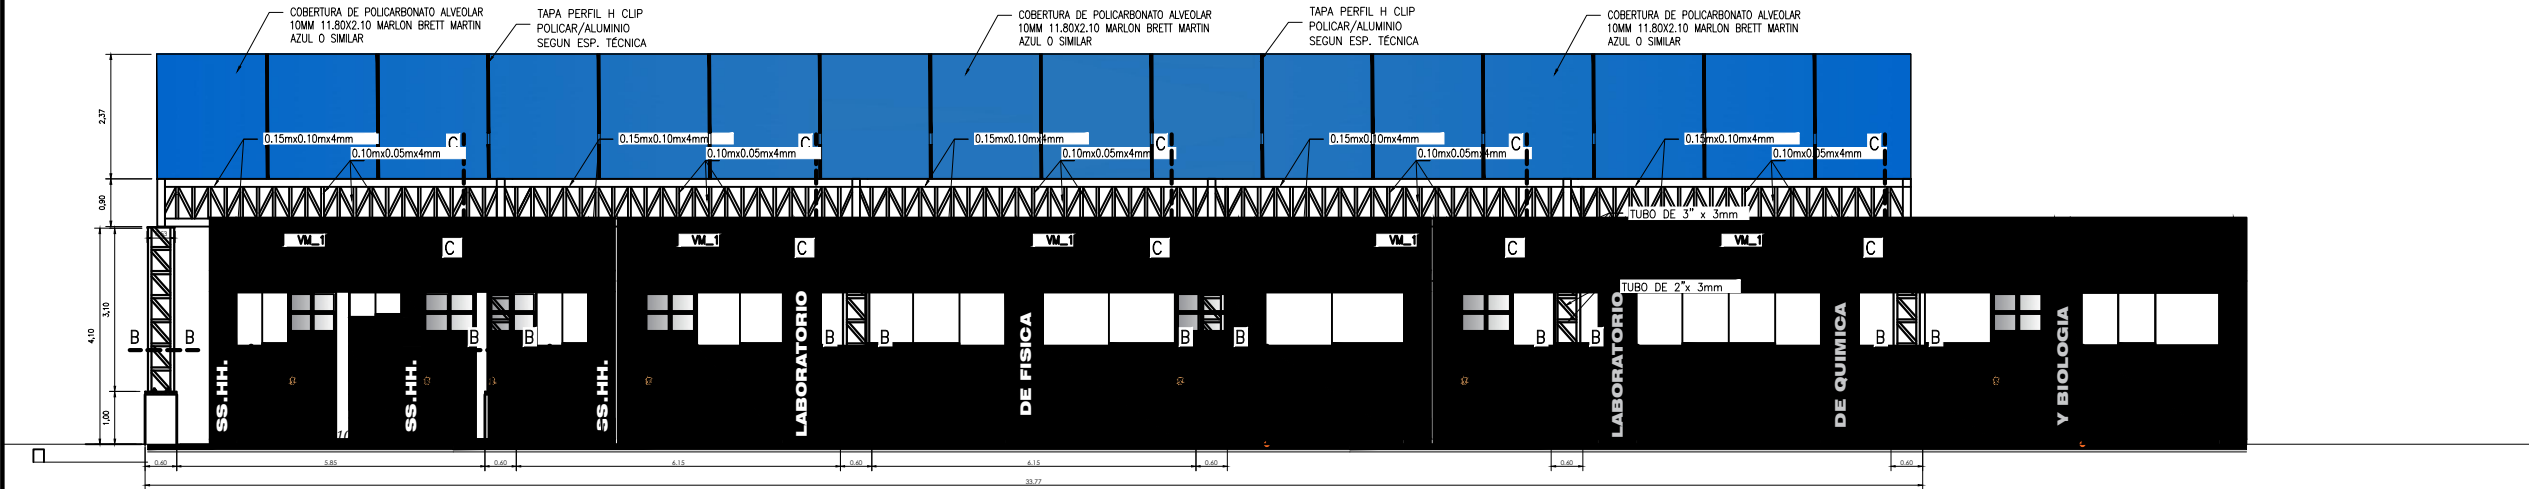 COBERTURA DE POLICARBONATO ALVEOLAR
10MM 11.80X2.10 MARLON BRETT MARTIN
AZUL O SIMILAR
TAPA PERFIL H CLIP
POLICAR/ALUMINIO
SEGUN ESP. TÉCNICA
COBERTURA DE POLICARBONATO ALVEOLAR
10MM 11.80X2.10 MARLON BRETT MARTIN
AZUL O SIMILAR
TAPA PERFIL H CLIP
POLICAR/ALUMINIO
SEGUN ESP. TÉCNICA
COBERTURA DE POLICARBONATO ALVEOLAR
10MM 11.80X2.10 MARLON BRETT MARTIN
AZUL O SIMILAR
2,37
0.15mx0.10mx4mm
C
0.15mx0.10mx4mm
C
0.15mx0.10mx4mm
C
0.15mx0.10mx4mm
C
0.15mx0.10mx4mm
C
0.10mx0.05x4mm
0.10mx0.05x4mm
0.10mx0.05x4mm
0.10mx0.05x4mm
0.10mx0.05x4mm
0,90
TUBO DE 3" x 3mm
VM_1
C
VM_1
C
VM_1
C
VM_1
C
VM_1
C
TUBO DE 2"x 3mm
4,10
3,10
B
B
B
B
B
B
B
B
B
B
B
B
SS.HH.
SS.HH.
SS.HH.
LABORATORIO
DE FISICA
LABORATORIO
DE QUIMICA
Y BIOLOGIA
1,00
0.60
5.85
0.60
6.15
0.60
6.15
0.60
0.60
0.60
33.77